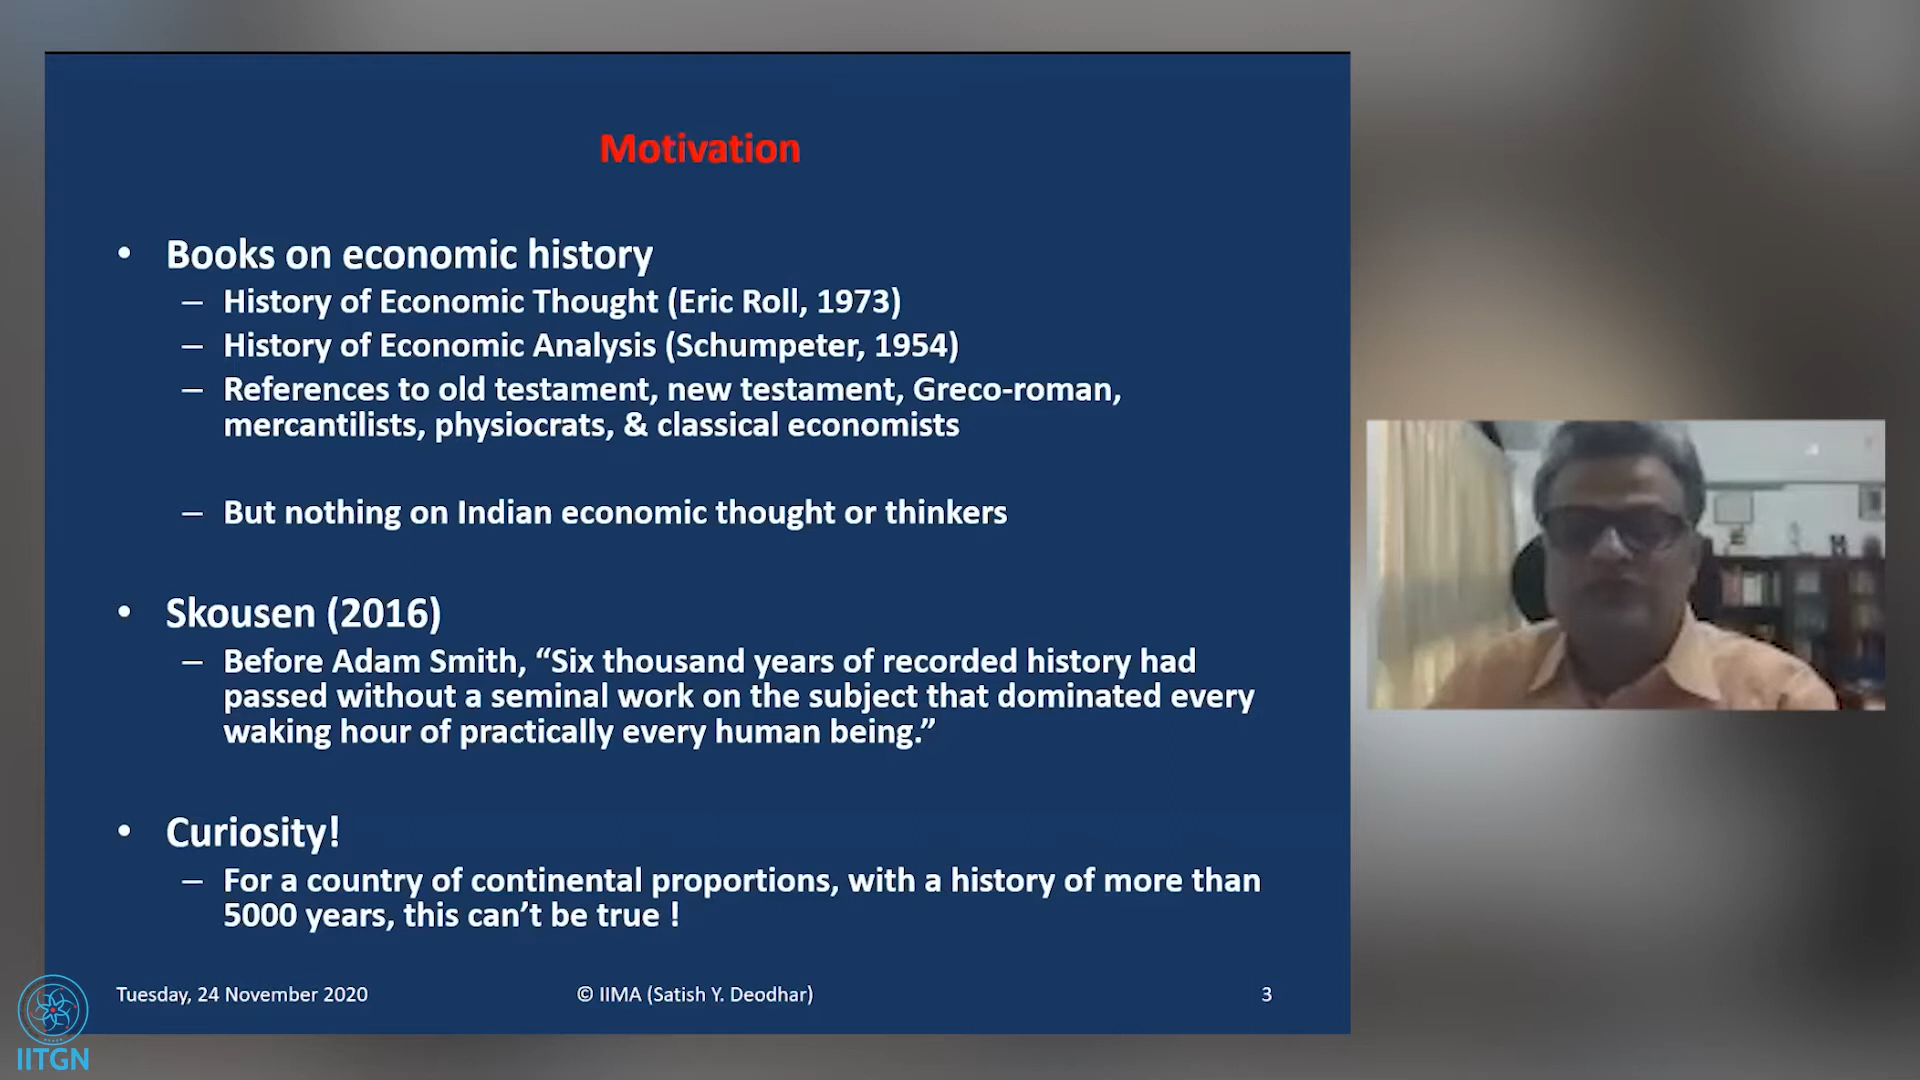 Motivation
• Books on economic history
– History of Economic Thought (Eric Roll, 1973)
– History of Economic Analysis (Schumpeter, 1954)
– References to old testament, new testament, Greco-roman,
mercantilists, physiocrats, & classical economists
– But nothing on Indian economic thought or thinkers
• Skousen (2016)
– Before Adam Smith, “Six thousand years of recorded history had
passed without a seminal work on the subject that dominated every
waking hour of practically every human being.”
• Curiosity!
– For a country of continental proportions, with a history of more than
5000 years, this can’t be true !
Tuesday, 24 November 2020
© IIMA (Satish Y. Deodhar)
3
IITGN